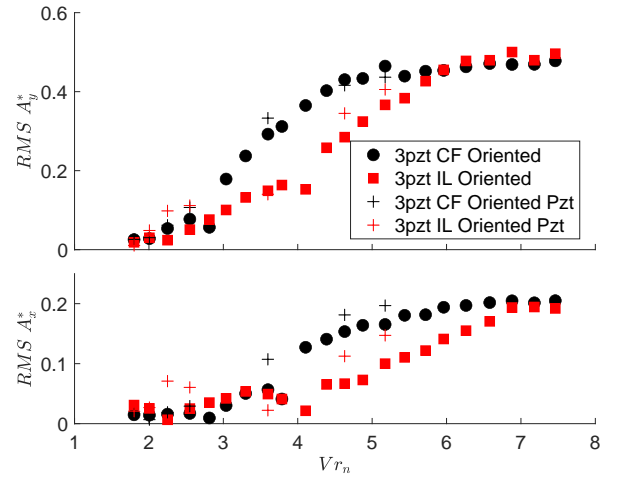 0.6
0.4
0.2
0
RMS A*y
3pzt CF Oriented
3pzt IL Oriented
3pzt CF Oriented Pzt
3pzt IL Oriented Pzt
0.2
0.1
0
RMS A*x
1 2 3 4 5 6 7 8
Vrn